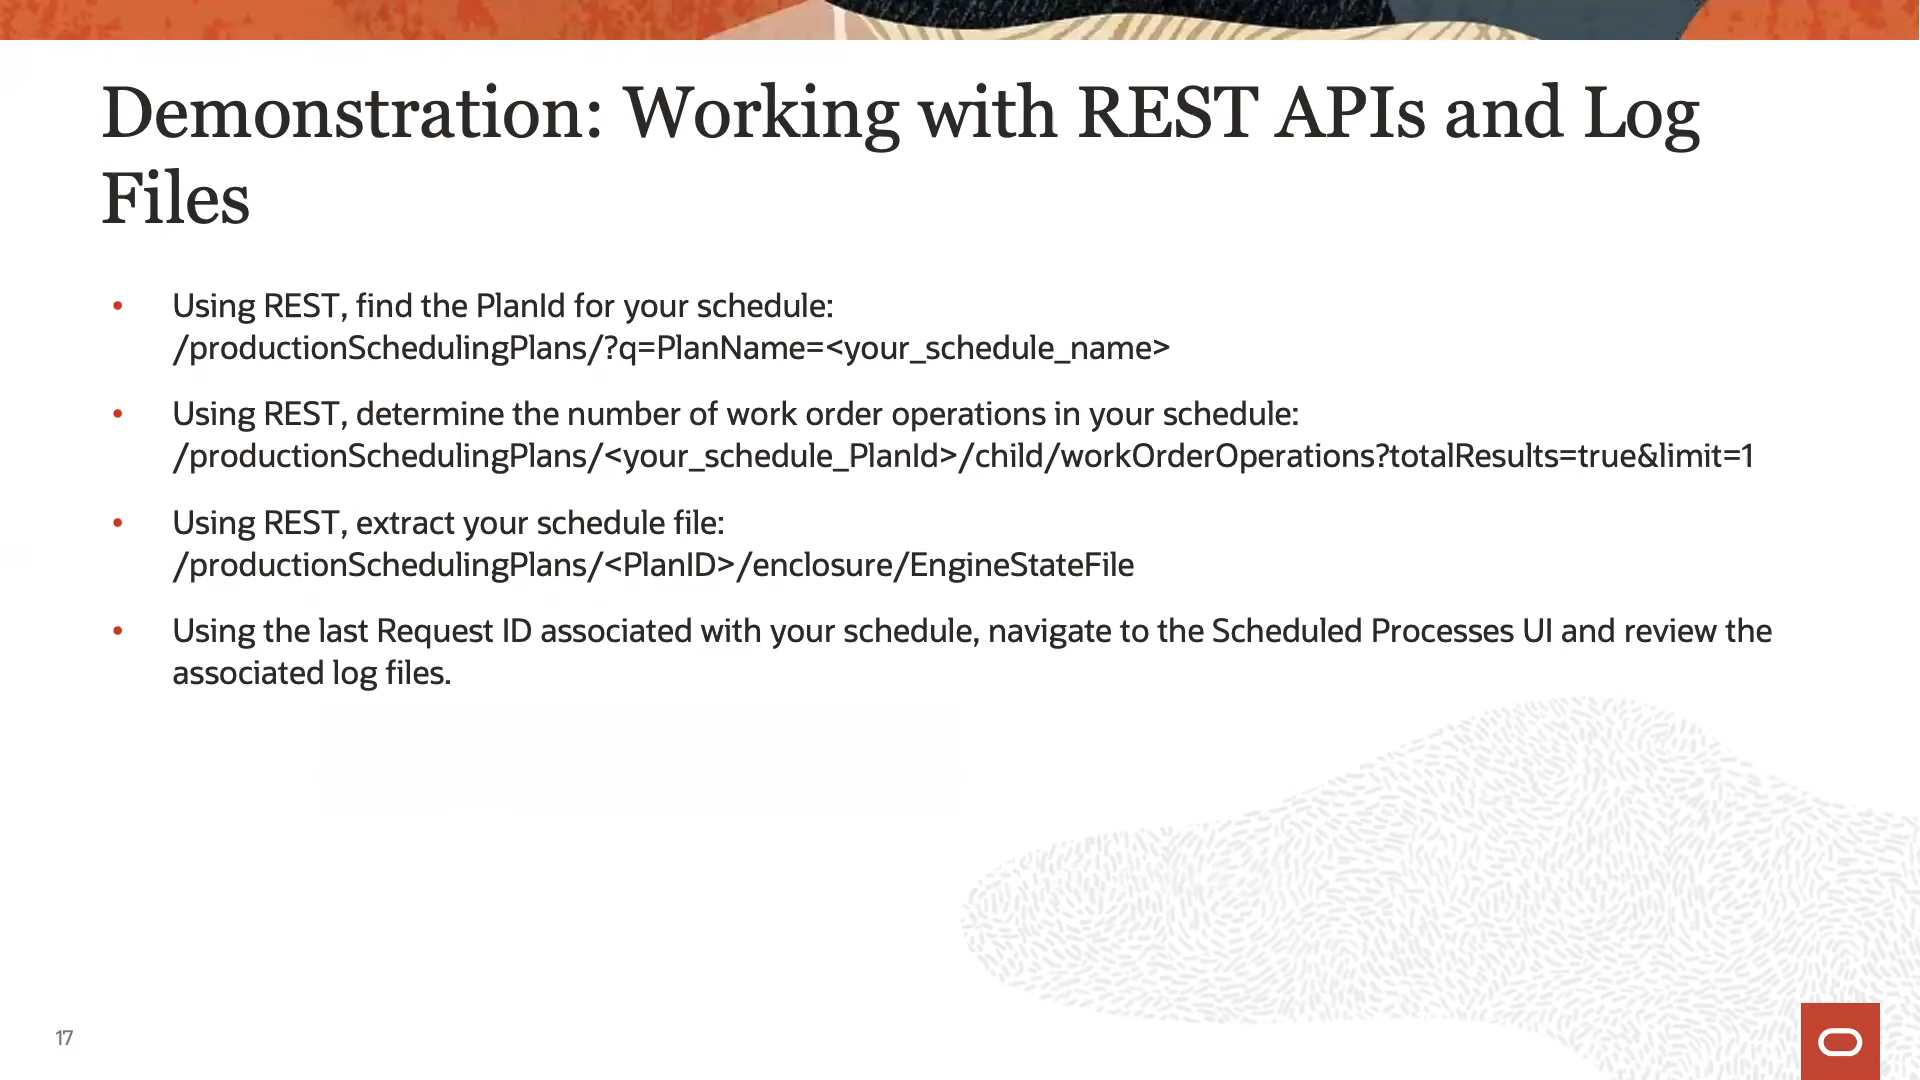 Demonstration: Working with REST APIs and Log
Files
• Using REST, find the PlanId for your schedule:
/productionSchedulingPlans/?q=PlanName=<your_schedule_name>
• Using REST, determine the number of work order operations in your schedule:
/productionSchedulingPlans/<your_schedule_PlanId>/child/workOrderOperations?totalResults=true&limit=1
• Using REST, extract your schedule file:
/productionSchedulingPlans/<PlanID>/enclosure/EngineStateFile
• Using the last Request ID associated with your schedule, navigate to the Scheduled Processes UI and review the
associated log files.
17